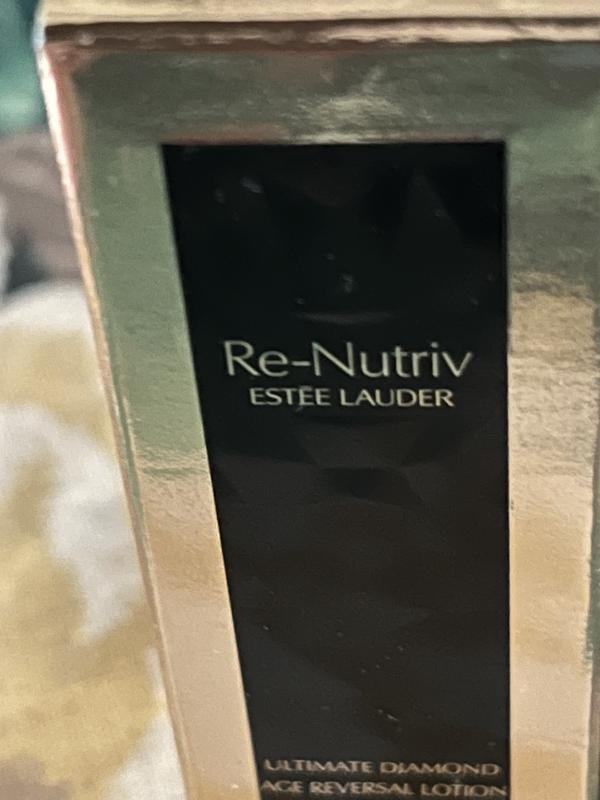 Re-Nutriv
ESTĒE LAUDER
ULTIMATE DIAMOND
AGE REVERSAL LOTION